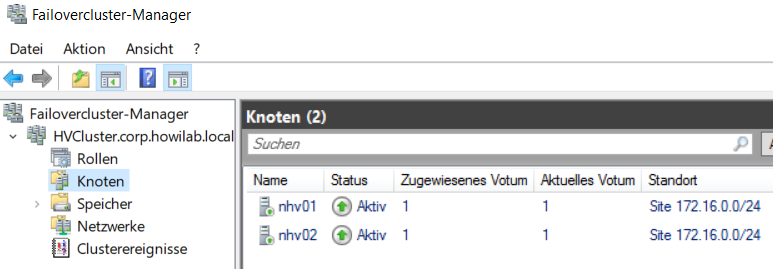 Failovercluster-Manager
Datei Aktion Ansicht ?
Failovercluster-Manager
HVCluster.corp.howilab.local
Rollen
Knoten
Speicher
Netzwerke
Clusterereignisse
Knoten (2)
Suchen
Name Status Zugewiesenes Votum Aktuelles Votum Standort
nhv01 Aktiv 1 1 Site 172.16.0.0/24
nhv02 Aktiv 1 1 Site 172.16.0.0/24